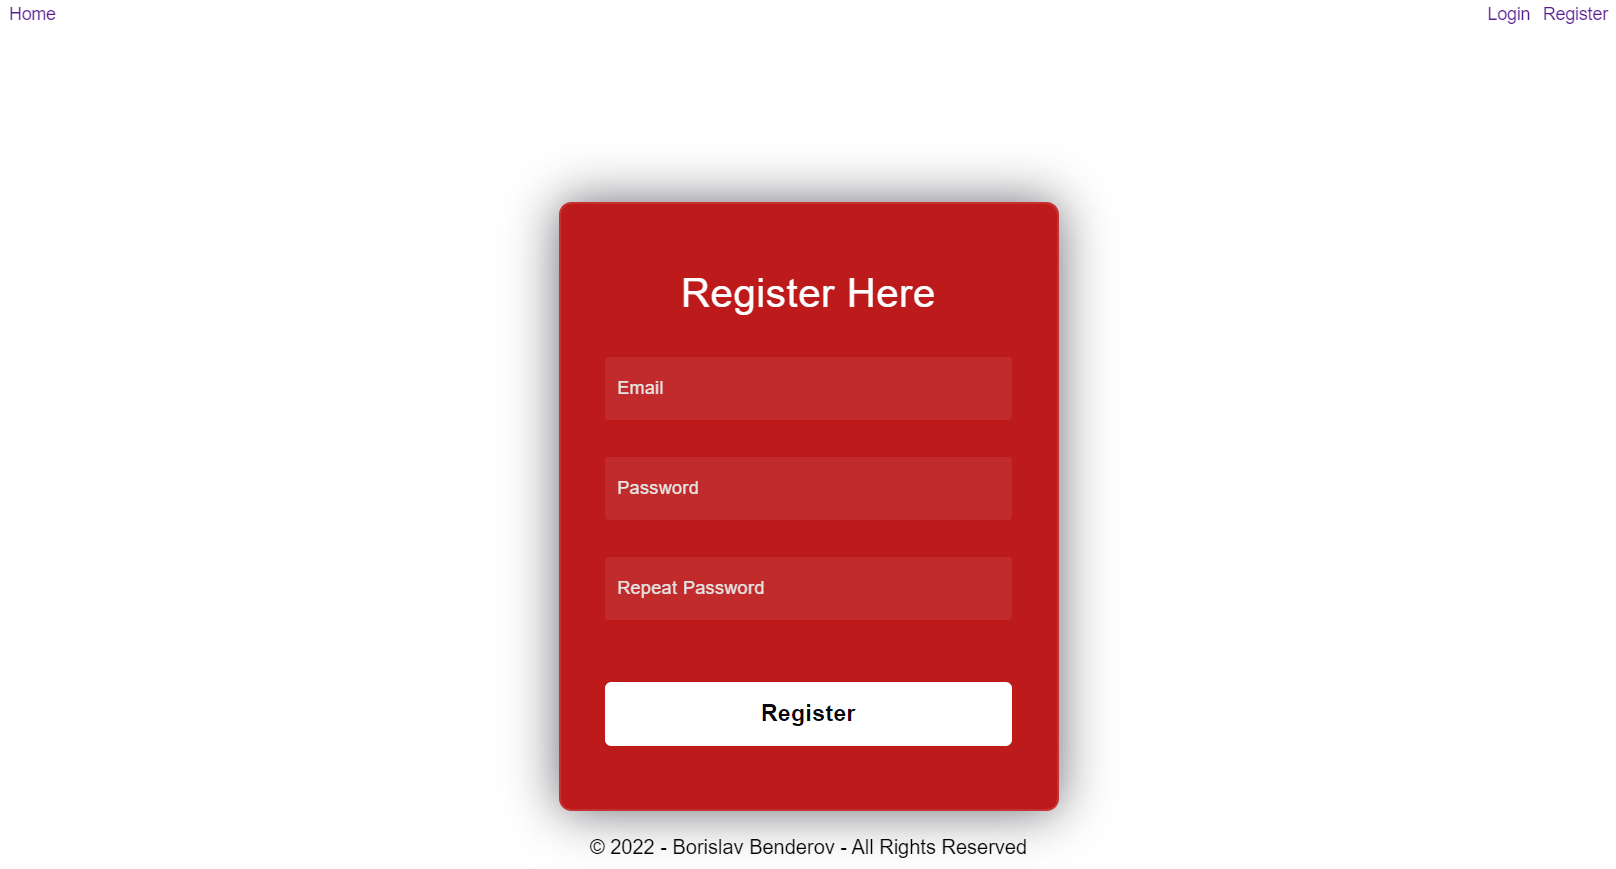 Home Login Register
Register Here
Email
Password
Repeat Password
Register
© 2022 - Borislav Benderov - All Rights Reserved